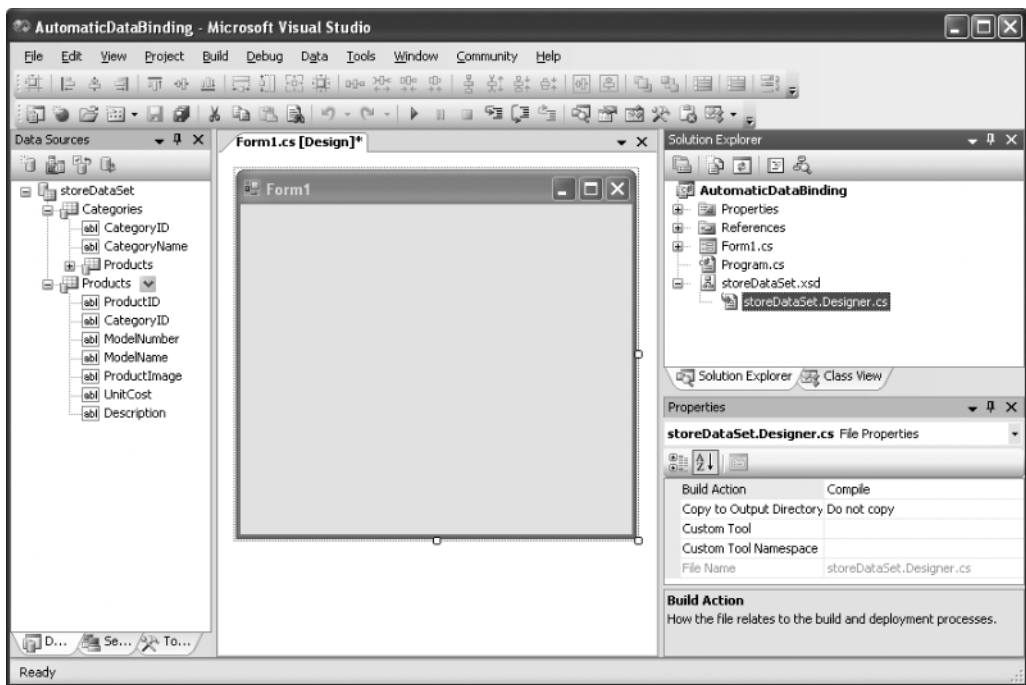 AutomaticDataBinding - Microsoft Visual Studio
File Edit View Project Build Debug Data Tools Window Community Help
Data Sources
storeDataSet
Categories
CategoryID
CategoryName
Products
Products
ProductID
CategoryID
ModelNumber
ModelName
ProductImage
UnitCost
Description
D... Se... To...
Form1.cs [Design]*
Form1
Solution Explorer
AutomaticDataBinding
Properties
References
Form1.cs
Program.cs
storeDataSet.xsd
storeDataSet.Designer.cs
Solution Explorer Class View
Properties
storeDataSet.Designer.cs File Properties
Build Action Compile
Copy to Output Directory Do not copy
Custom Tool
Custom Tool Namespace
File Name storeDataSet.Designer.cs
Build Action
How the file relates to the build and deployment processes.
Ready